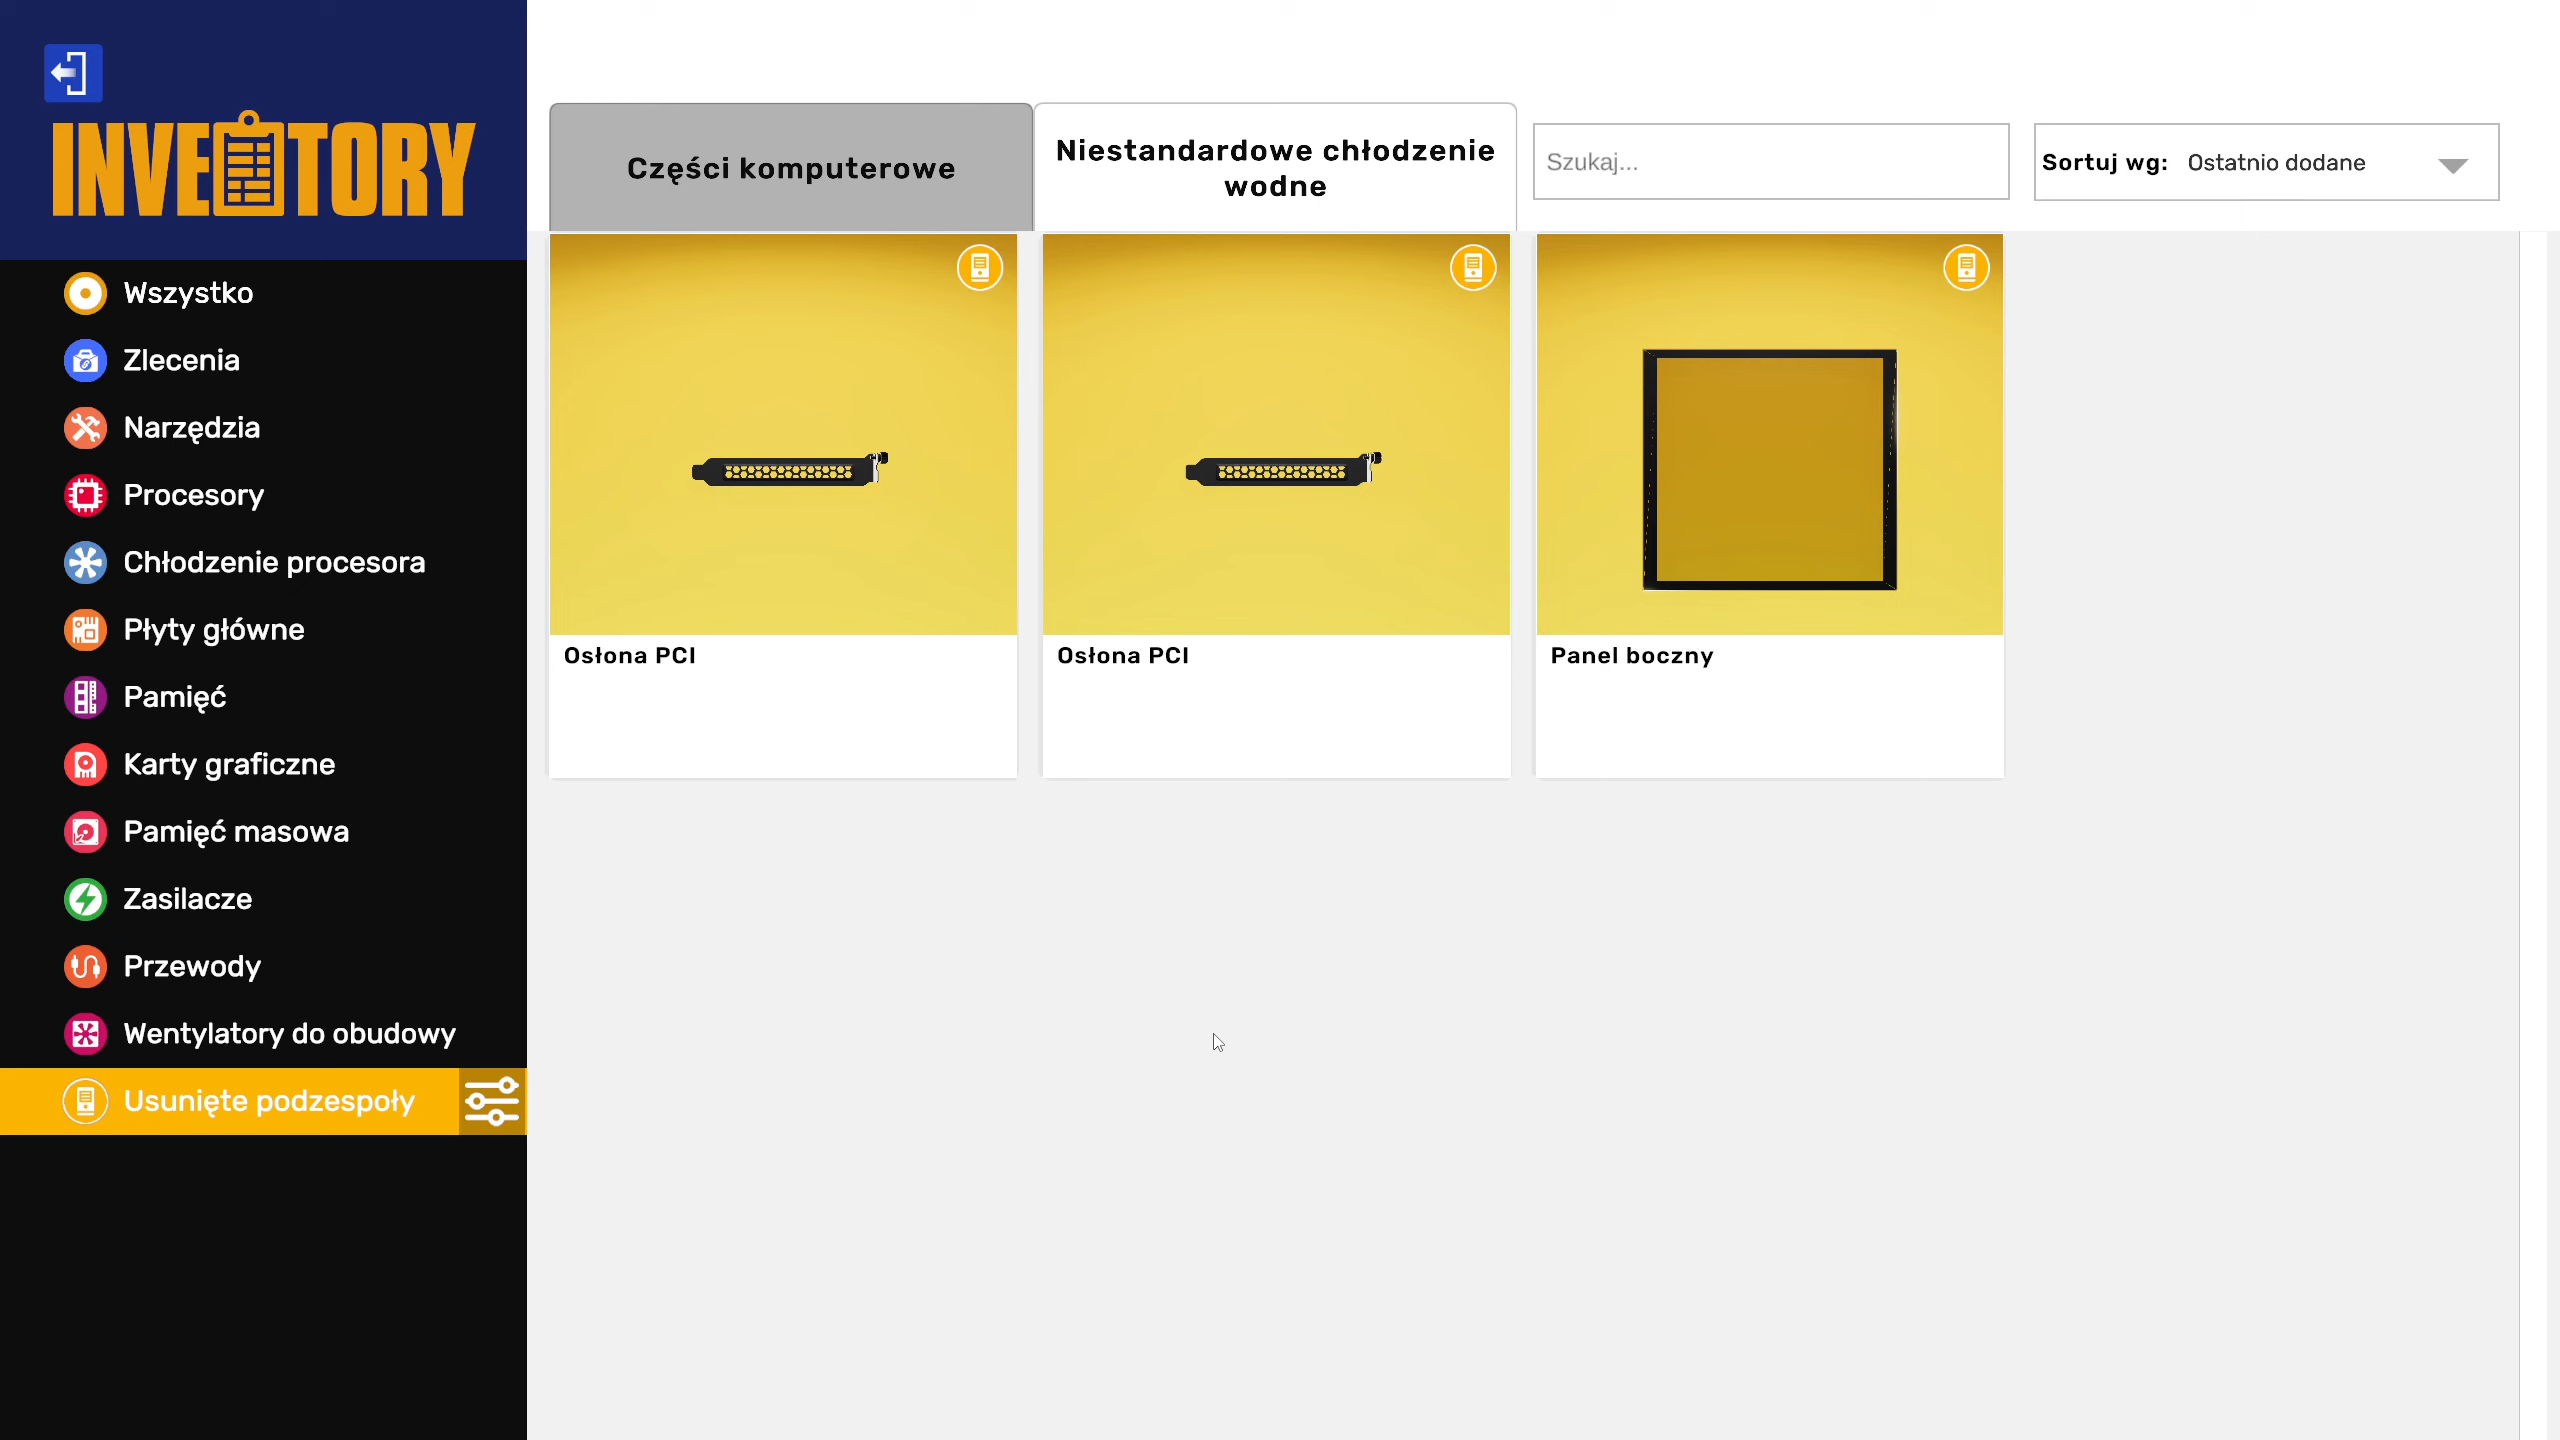 INVENTORY
Części komputerowe
Niestandardowe chłodzenie
wodne
Szukaj...
Sortuj wg: Ostatnio dodane
Wszystko
Zlecenia
Narzędzia
Procesory
Chłodzenie procesora
Płyty główne
Pamięć
Karty graficzne
Pamięć masowa
Zasilacze
Przewody
Wentylatory do obudowy
Usunięte podzespoły
Osłona PCI
Osłona PCI
Panel boczny